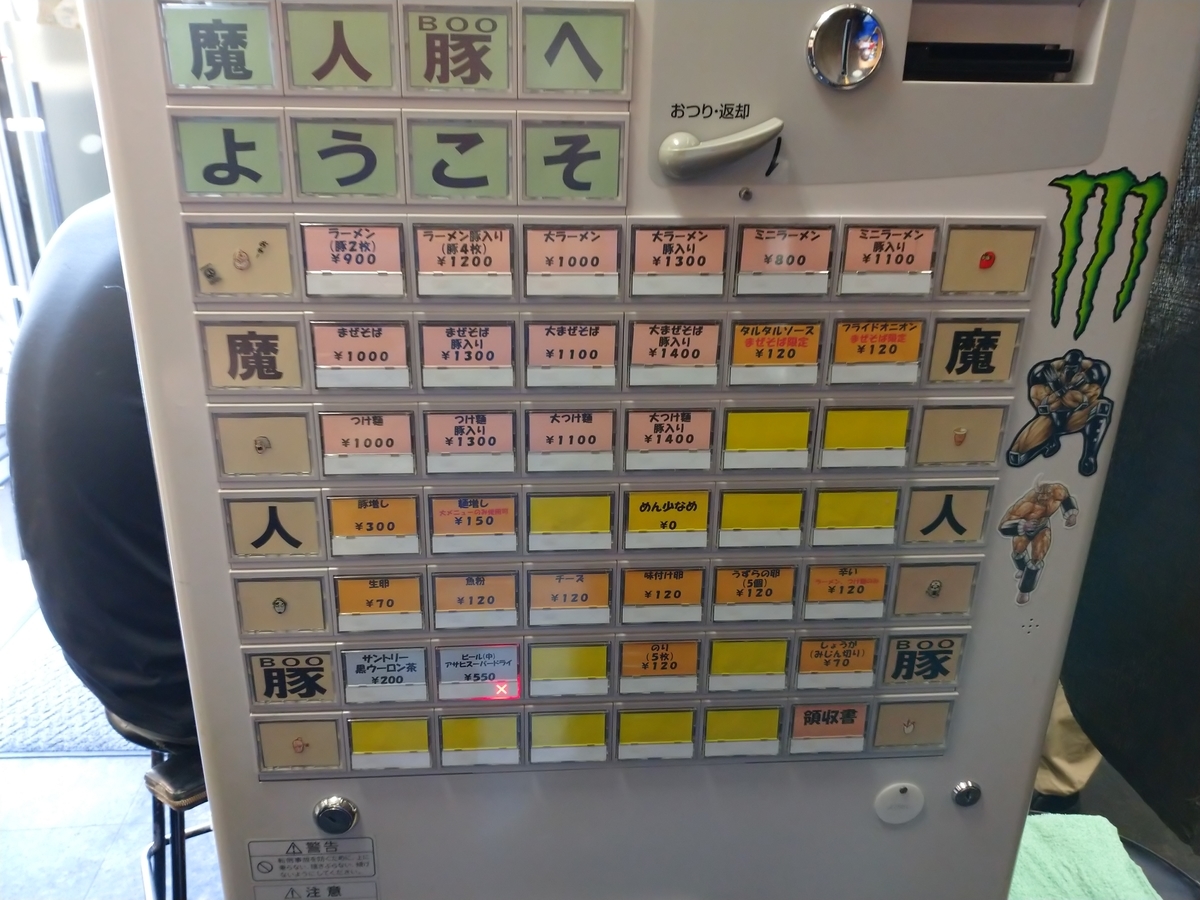 魔 人 BOO 豚 へ
よ う こ そ
おつり・返却
ラーメン
(豚2枚)
¥900
ラーメン豚入り
(豚4枚)
¥1200
大ラーメン
¥1000
大ラーメン
豚入り
¥1300
ミニラーメン
¥800
ミニラーメン
豚入り
¥1100
魔
まぜそば
¥1000
まぜそば
豚入り
¥1300
大まぜそば
¥1100
大まぜそば
豚入り
¥1400
タルタルソース
まぜそば限定
¥120
フライドオニオン
まぜそば限定
¥120
魔
つけ麺
¥1000
つけ麺
豚入り
¥1300
大つけ麺
¥1100
大つけ麺
豚入り
¥1400
人
豚増し
¥300
麺増し
¥150
めん少なめ
¥0
人
生卵
¥70
魚粉
¥120
チーズ
¥120
味付け卵
¥120
うずらの卵
(5個)
¥120
辛い
¥120
BOO
豚
サントリー
黒ウーロン茶
¥200
ビール(中)
アサヒスーパードライ
¥550
×
のり
(5枚)
¥120
しょうが
(みじん切り)
¥70
BOO
豚
領収書
警告
注意